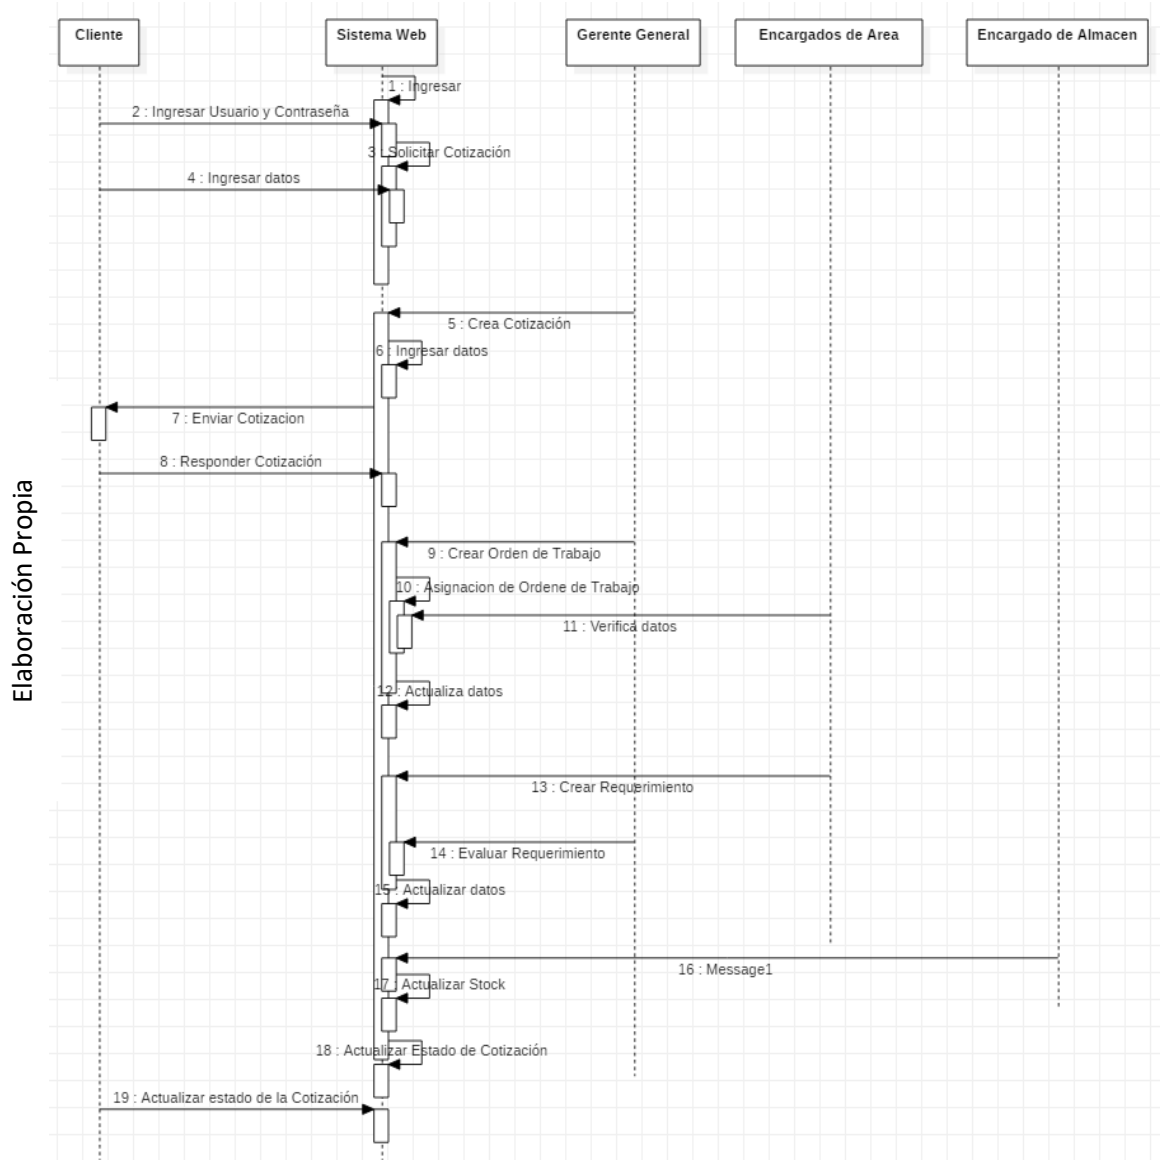 Cliente
Sistema Web
Gerente General
Encargados de Area
Encargado de Almacen
1 : Ingresar
2 : Ingresar Usuario y Contraseña
3 : Solicitar Cotización
4 : Ingresar datos
5 : Crea Cotización
6 : Ingresar datos
7 : Enviar Cotizacion
8 : Responder Cotización
9 : Crear Orden de Trabajo
10 : Asignacion de Ordene de Trabajo
11 : Verifica datos
12 : Actualiza datos
13 : Crear Requerimiento
14 : Evaluar Requerimiento
15 : Actualizar datos
16 : Message1
17 : Actualizar Stock
18 : Actualizar Estado de Cotización
19 : Actualizar estado de la Cotización
Elaboración Propia